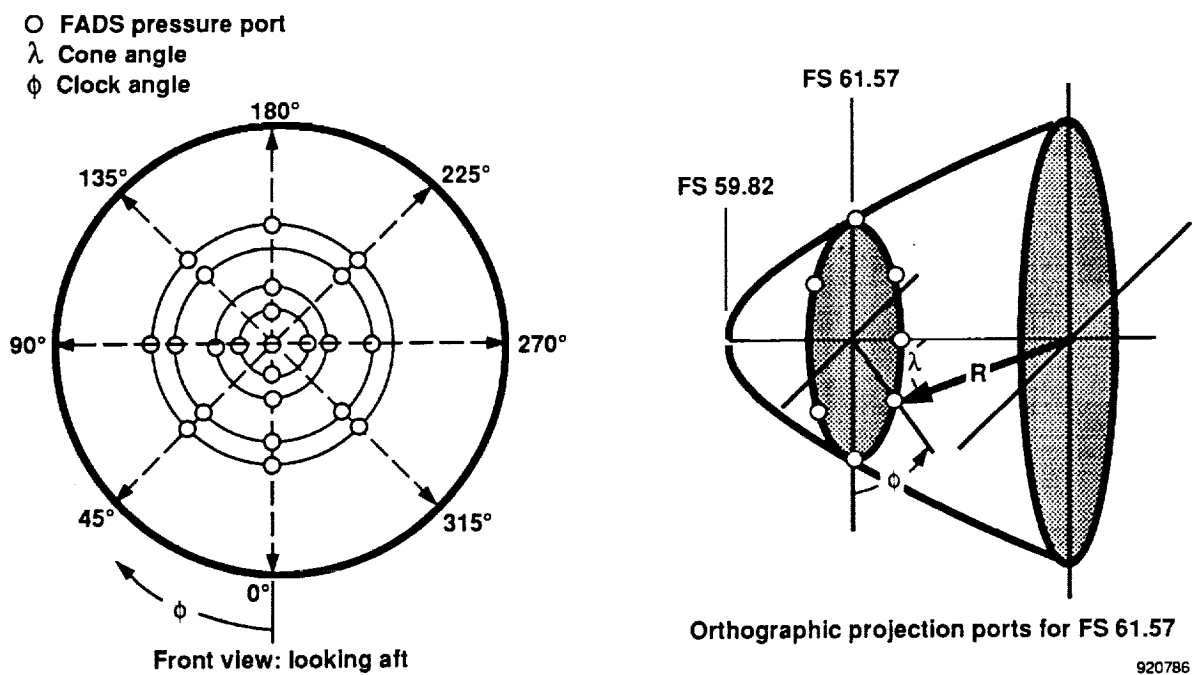 FADS pressure port
λ Cone angle
ϕ Clock angle
180°
135°
225°
90°
270°
45°
315°
0°
ϕ
Front view: looking aft
FS 61.57
FS 59.82
λ
R
ϕ
Orthographic projection ports for FS 61.57
920786